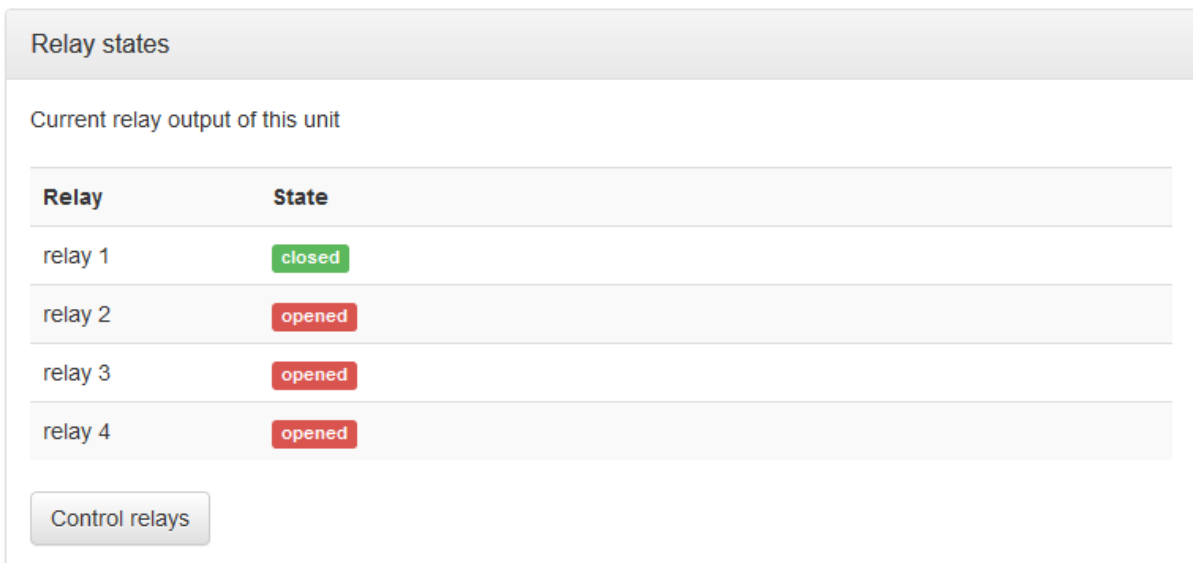 Relay states
Current relay output of this unit
Relay State
relay 1 closed
relay 2 opened
relay 3 opened
relay 4 opened
Control relays